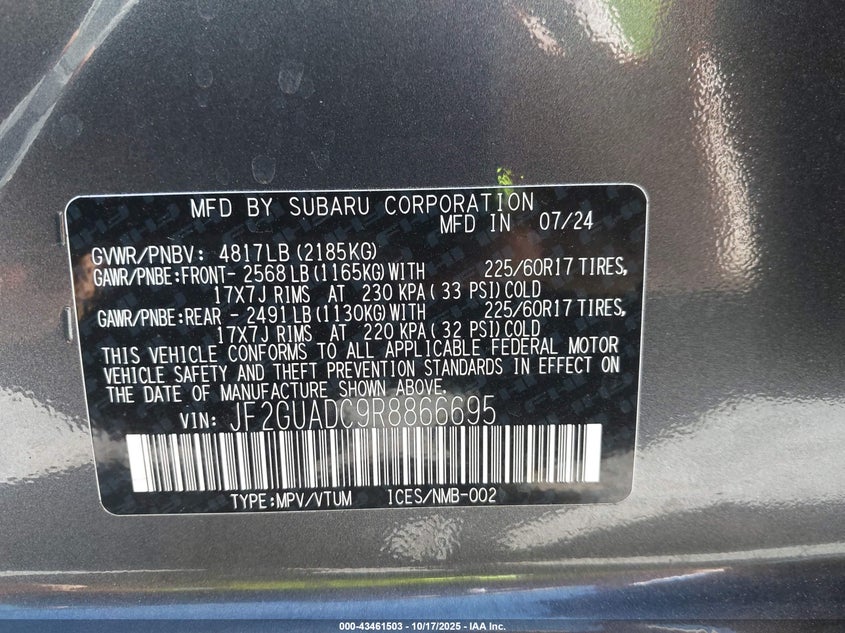 MFD BY SUBARU CORPORATION
MFD IN 07/24
GVWR/PNBV: 4817LB (2185KG)
GAWR/PNBE:FRONT- 2568 LB (1165KG) WITH 225/60R17 TIRES,
17X7J RIMS AT 230 KPA ( 33 PSI) COLD
GAWR/PNBE:REAR - 2491 LB (1130KG) WITH 225/60R17 TIRES,
17X7J RIMS AT 220 KPA ( 32 PSI) COLD
THIS VEHICLE CONFORMS TO ALL APPLICABLE FEDERAL MOTOR
VEHICLE SAFETY AND THEFT PREVENTION STANDARDS IN EFFECT ON
THE DATE OF MANUFACTURE SHOWN ABOVE.
VIN: JF2GUADC9R8866695
TYPE:MPV/VTUM ICES/NMB-002
000-43461503 - 10/17/2025 - IAA Inc.